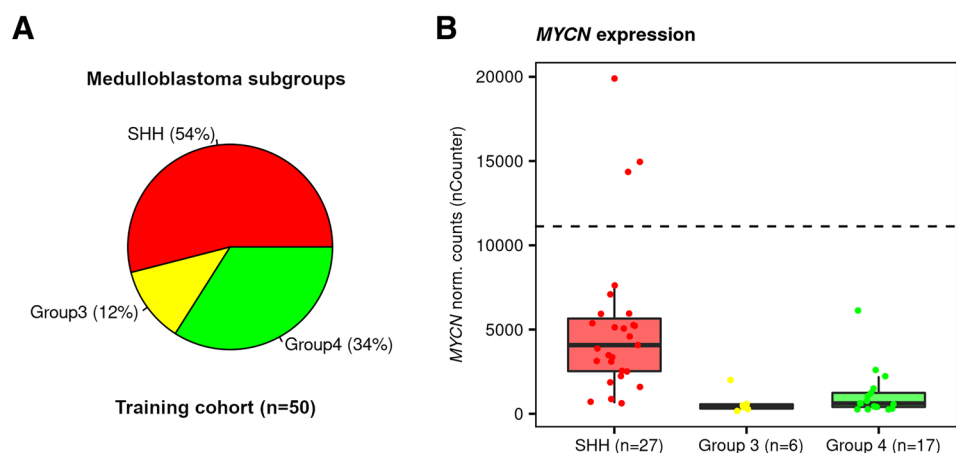 A
Medulloblastoma subgroups
SHH (54%)
Group3 (12%)
Group4 (34%)
Training cohort (n=50)
B
MYCN expression
MYCN norm. counts (nCounter)
20000
15000
10000
5000
0
SHH (n=27)
Group 3 (n=6)
Group 4 (n=17)